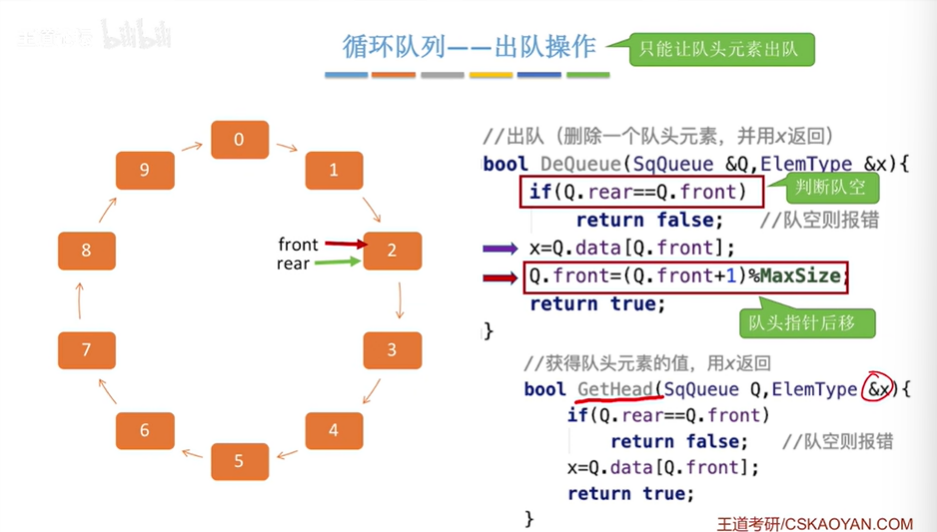 bilibili
循环队列——出队操作
只能让队头元素出队
0
1
2
3
4
5
6
7
8
9
front
rear
//出队（删除一个队头元素，并用x返回）
bool DeQueue(SqQueue &Q,ElemType &x){
if(Q.rear==Q.front)
判断队空
return false; //队空则报错
x=Q.data[Q.front];
Q.front=(Q.front+1)%MaxSize;
return true;
队头指针后移
}
//获得队头元素的值，用x返回
bool GetHead(SqQueue Q,ElemType &x){
if(Q.rear==Q.front)
return false; //队空则报错
x=Q.data[Q.front];
return true;
}
王道考研/CSKAOYAN.COM